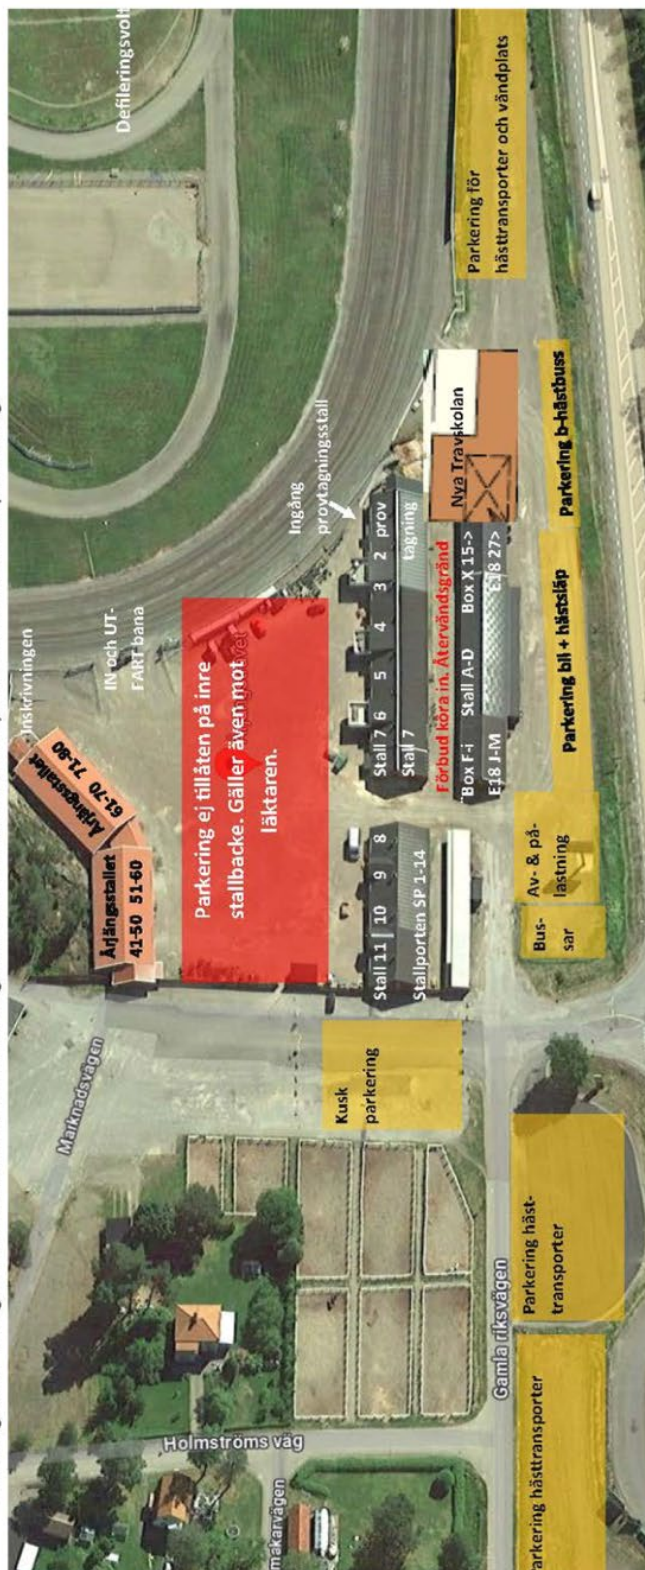 Defileringsvolt
Inskrivningen
IN och UT-
FART bana
Årjängsstallet
61-70 71-80
Årjängsstallet
41-50 51-60
Marknadsvägen
Holmströms väg
makarvägen
Parkering ej tillåten på inre
stallbacke. Gäller även mot
läktaren.
Ingång
provtagningsstall
Kusk
parkering
Stall 11 10 9 8
Stallporten SP 1-14
Stall 7 6 5 4 3 2 prov
Stall 7 tagning
Förbud köra in. Återvändsgränd
Nya Travskolan
Box F-i Stall A-D Box X 15->
E18 J-M E18 27>
Parkering för
hästtransporter och vändplats
Gamla riksvägen
arkering hästtransporter
Parkering häst-
transporter
Bus-
sar
Av- & på-
lastning
Parkering bil + hästsläp
Parkering b-hästbuss